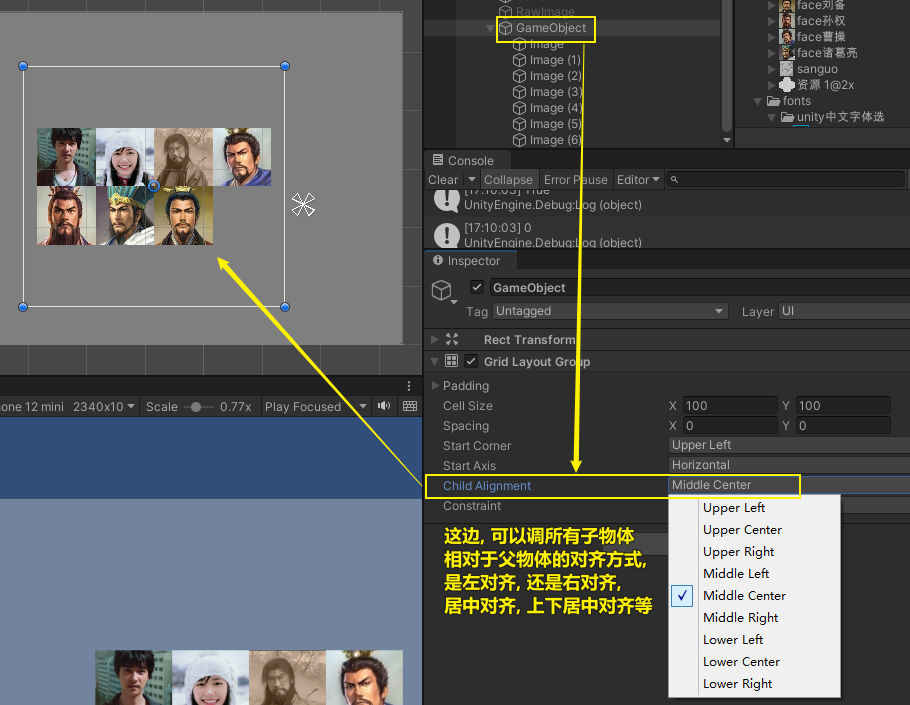 RawImage
GameObject
Image
Image (1)
Image (2)
Image (3)
Image (4)
Image (5)
Image (6)
face刘备
face孙权
face曹操
face诸葛亮
sanguo
资源 1@2x
fonts
unity中文字体选
Console
Clear
Collapse
Error Pause
Editor
[17:10:03] True
UnityEngine.Debug:Log (object)
[17:10:03] 0
UnityEngine.Debug:Log (object)
Inspector
GameObject
Tag Untagged
Layer UI
Rect Transform
Grid Layout Group
Padding
Cell Size X 100 Y 100
Spacing X 0 Y 0
Start Corner Upper Left
Start Axis Horizontal
Child Alignment Middle Center
Constraint
Upper Left
Upper Center
Upper Right
Middle Left
Middle Center
Middle Right
Lower Left
Lower Center
Lower Right
这边, 可以调所有子物体
相对于父物体的对齐方式,
是左对齐, 还是右对齐,
居中对齐, 上下居中对齐等
one 12 mini 2340x10 Scale 0.77x Play Focused